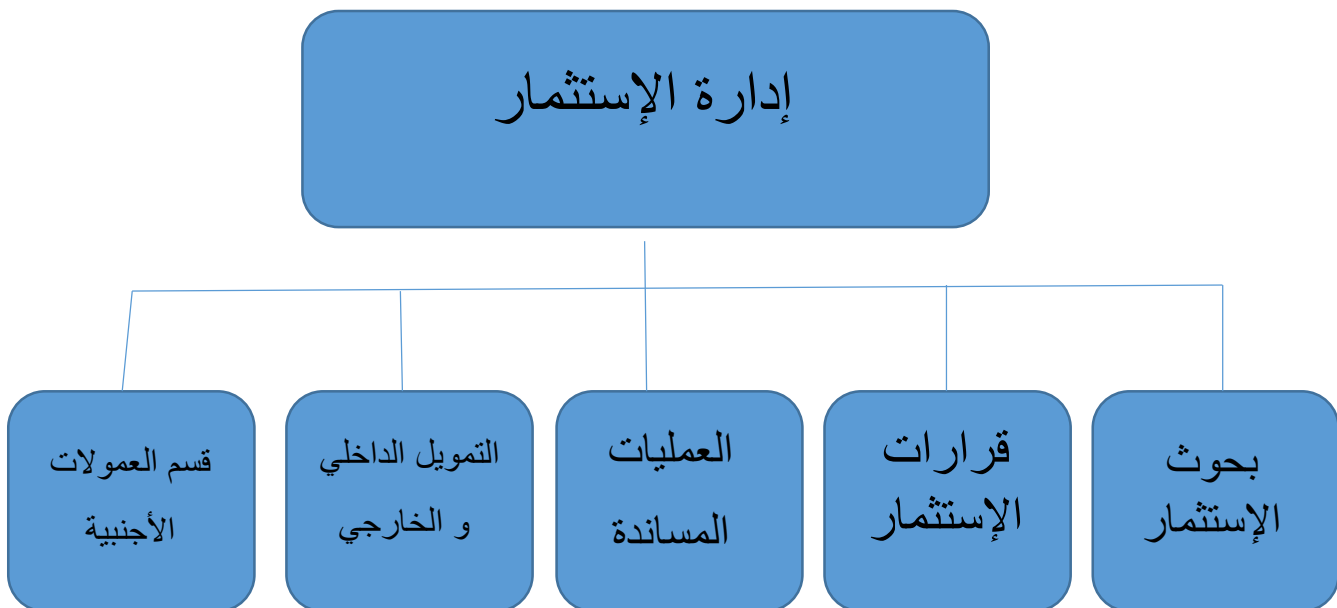 إدارة الإستثمار
بحوث
الإستثمار
قرارات
الإستثمار
العمليات
المساندة
التمويل الداخلي
و الخارجي
قسم العمولات
الأجنبية